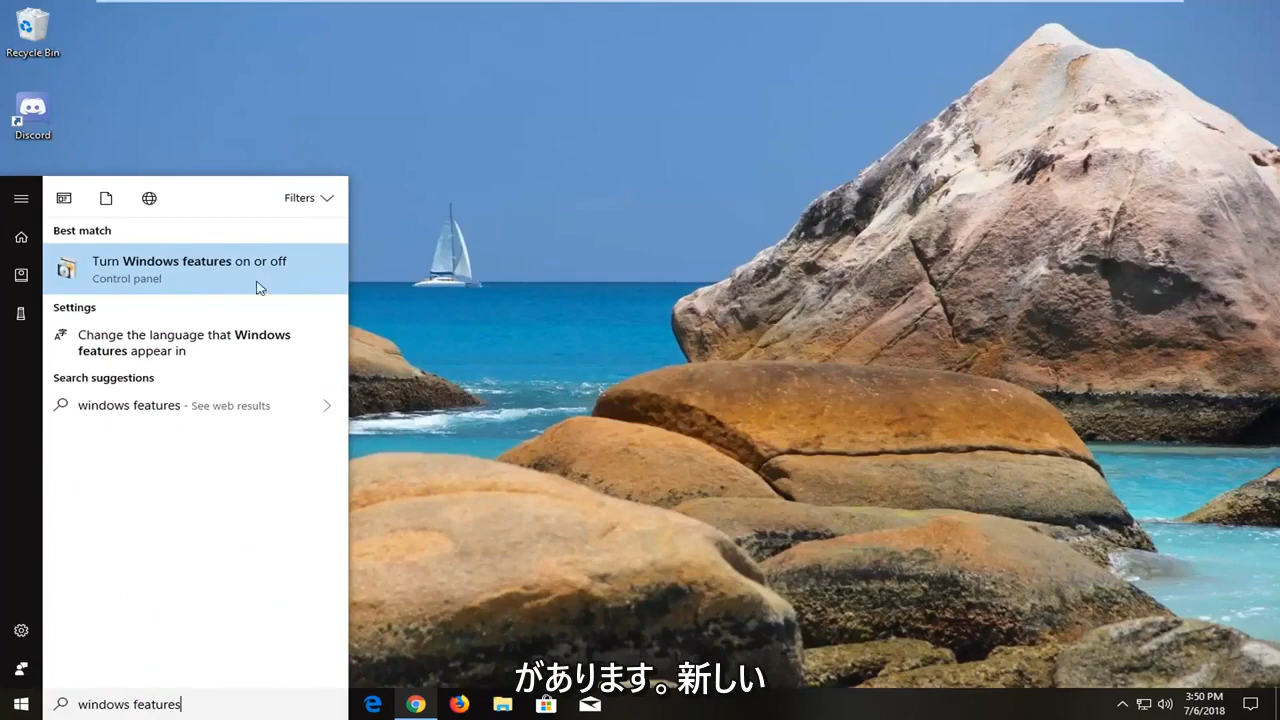 Recycle Bin
Discord
Filters
Best match
Turn Windows features on or off
Control panel
Settings
Change the language that Windows
features appear in
Search suggestions
windows features - See web results
があります。新しい
windows features
3:50 PM
7/6/2018